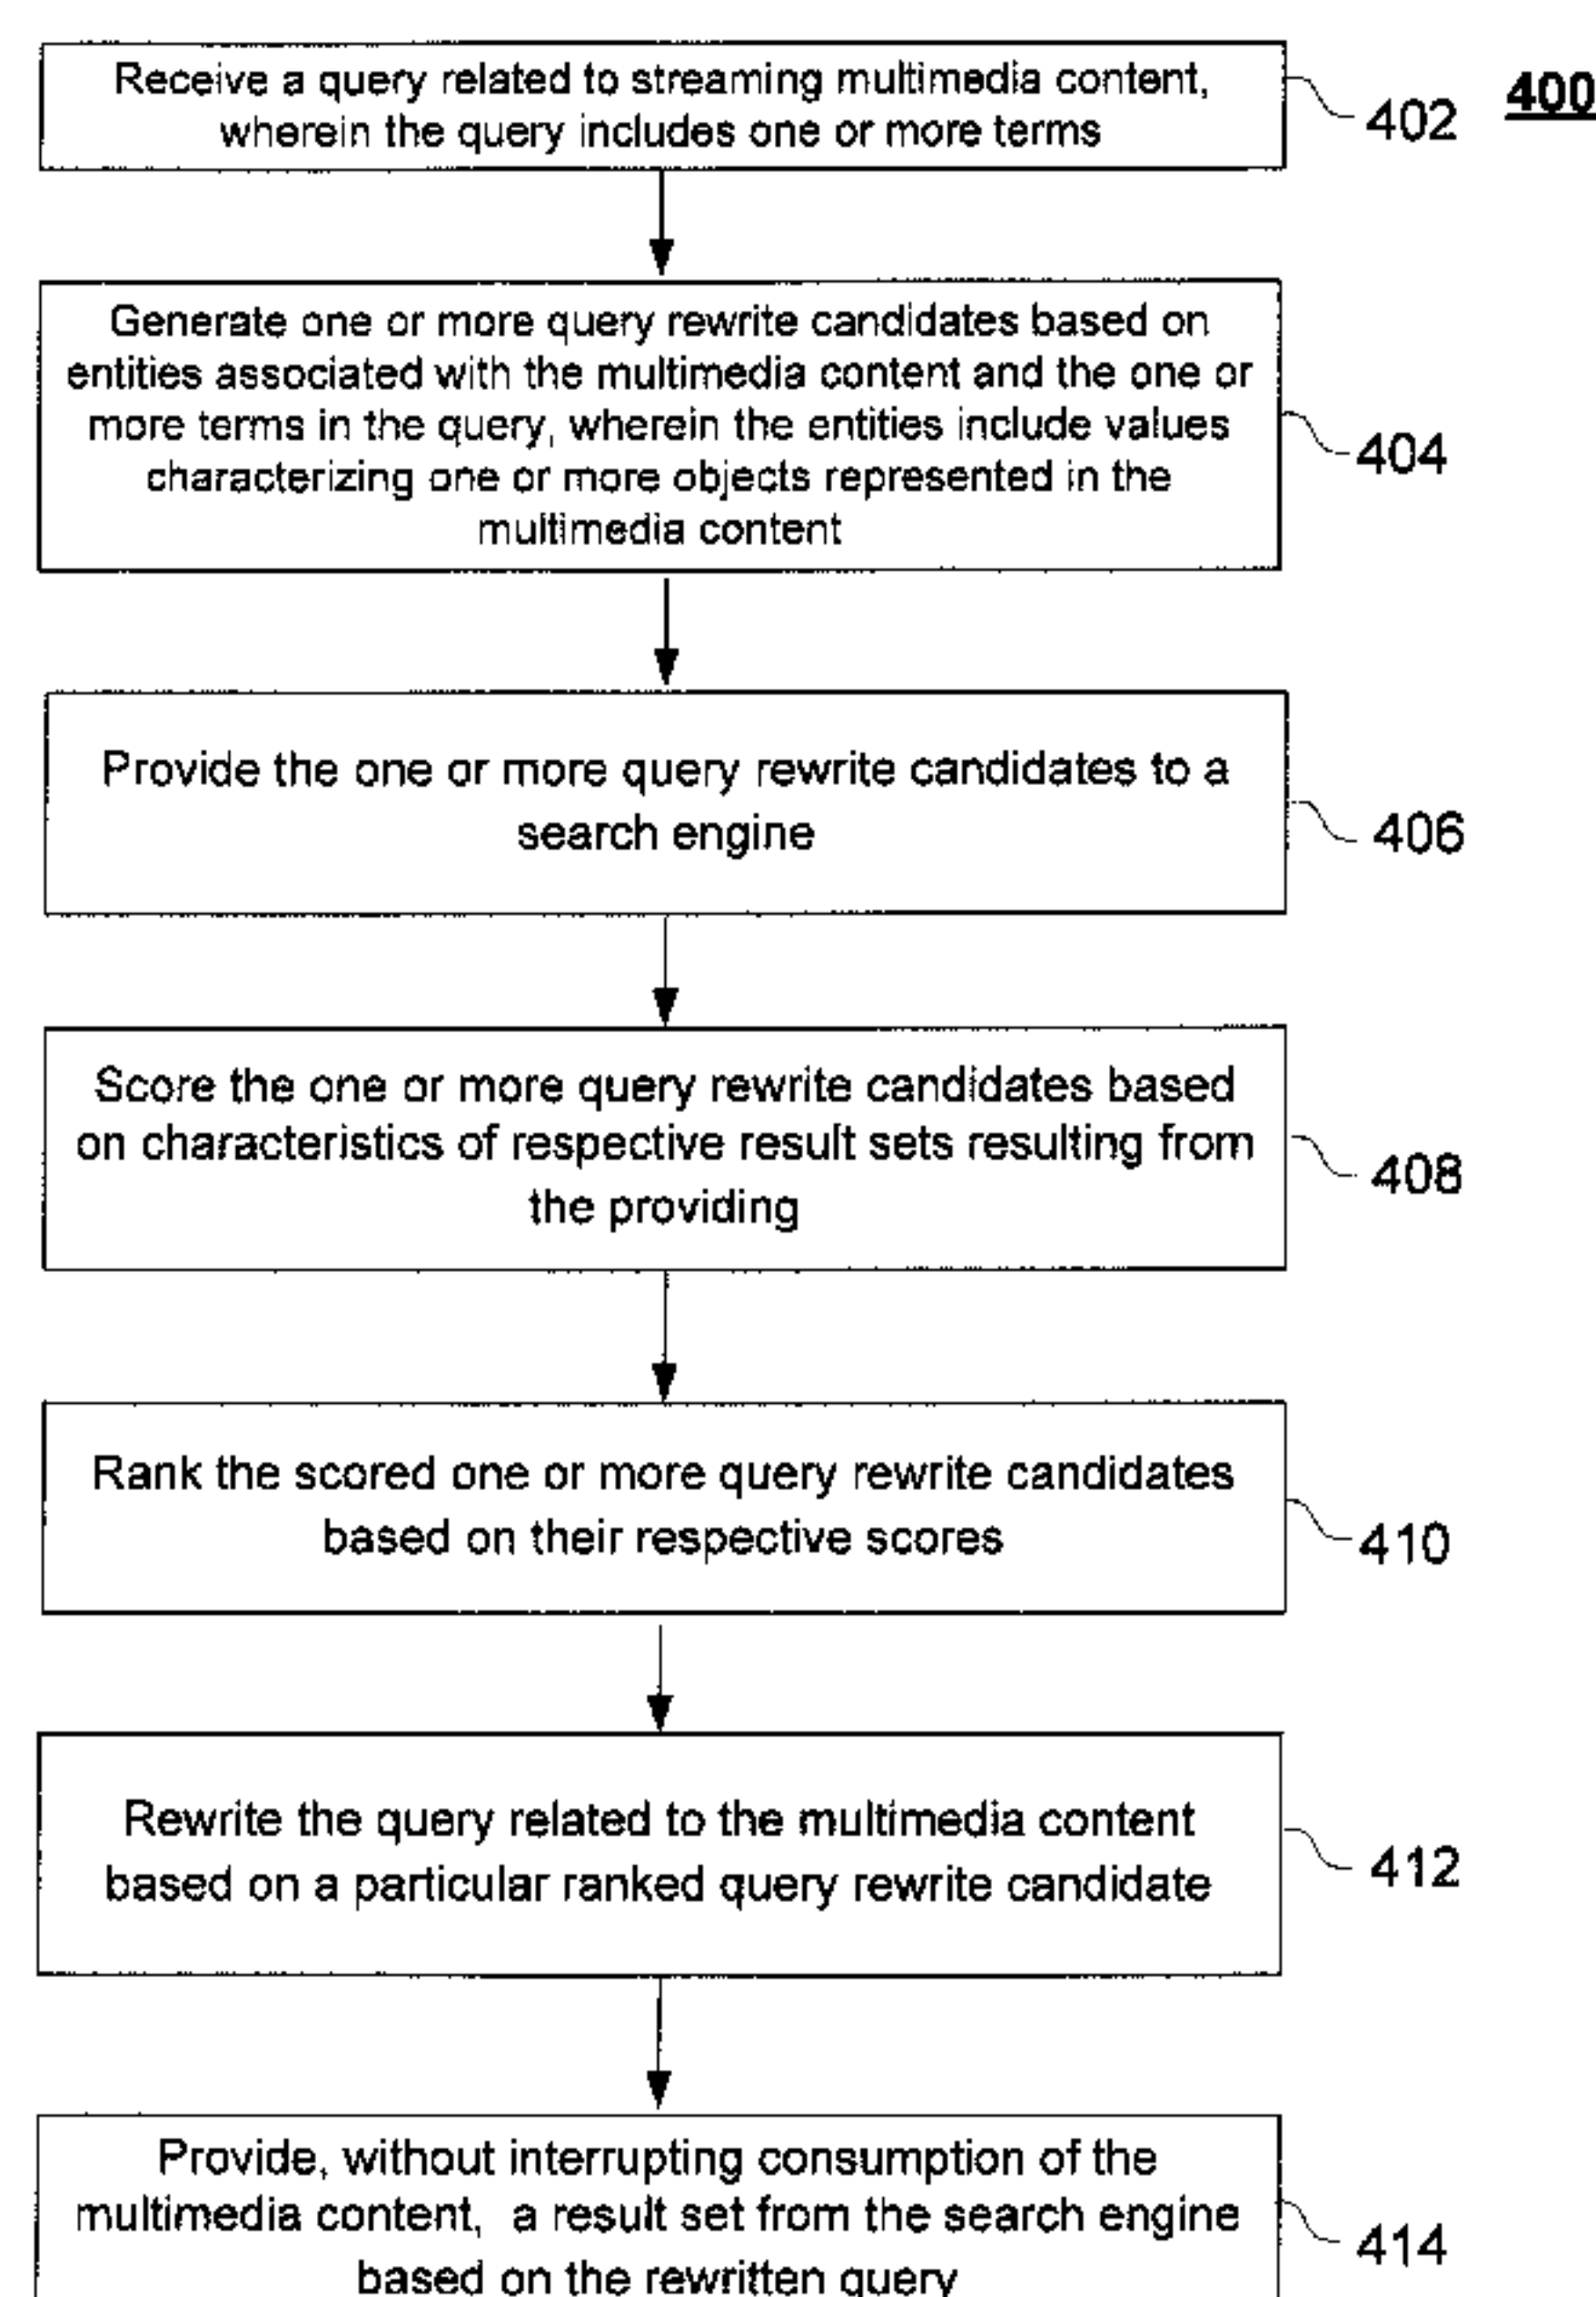 Receive a query related to streaming multimedia content,
wherein the query includes one or more terms
402
400
Generate one or more query rewrite candidates based on
entities associated with the multimedia content and the one or
more terms in the query, wherein the entities include values
characterizing one or more objects represented in the
multimedia content
404
Provide the one or more query rewrite candidates to a
search engine
406
Score the one or more query rewrite candidates based
on characteristics of respective result sets resulting from
the providing
408
Rank the scored one or more query rewrite candidates
based on their respective scores
410
Rewrite the query related to the multimedia content
based on a particular ranked query rewrite candidate
412
Provide, without interrupting consumption of the
multimedia content, a result set from the search engine
based on the rewritten query
414